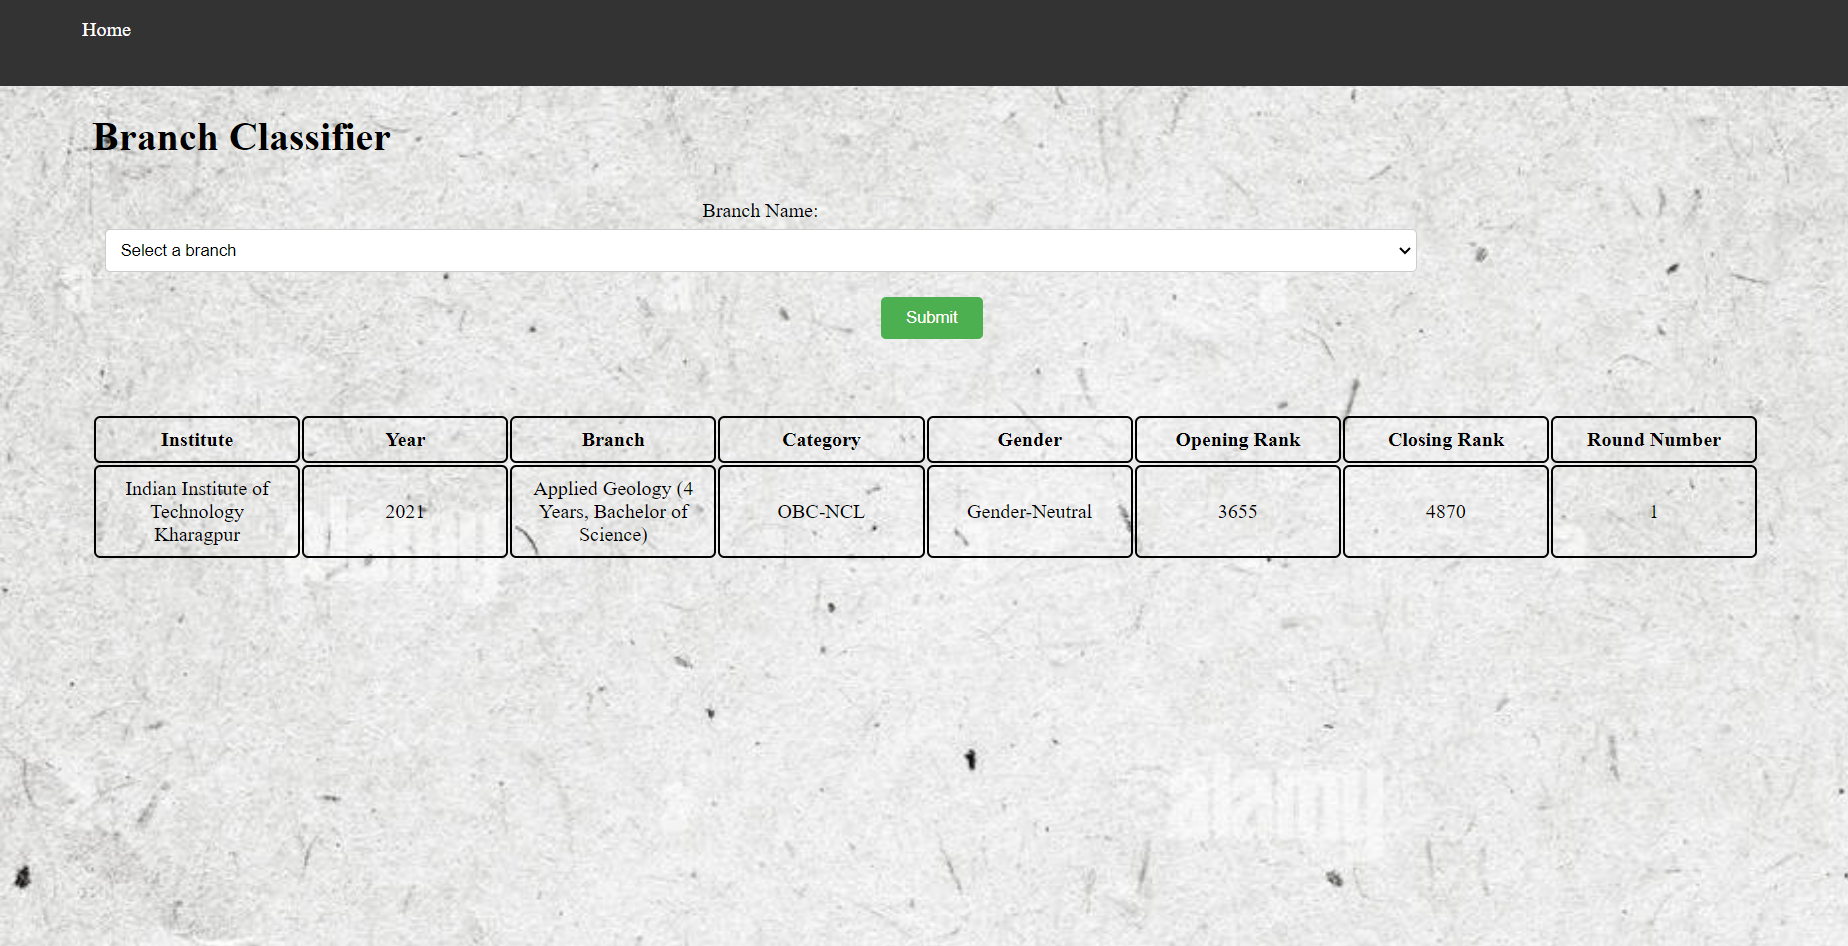 Home
Branch Classifier
Branch Name:
Select a branch
Submit
Institute Year Branch Category Gender Opening Rank Closing Rank Round Number
Indian Institute of
Technology
Kharagpur
2021
Applied Geology (4
Years, Bachelor of
Science)
OBC-NCL
Gender-Neutral
3655
4870
1
a
a
a
alamy
a
alamy